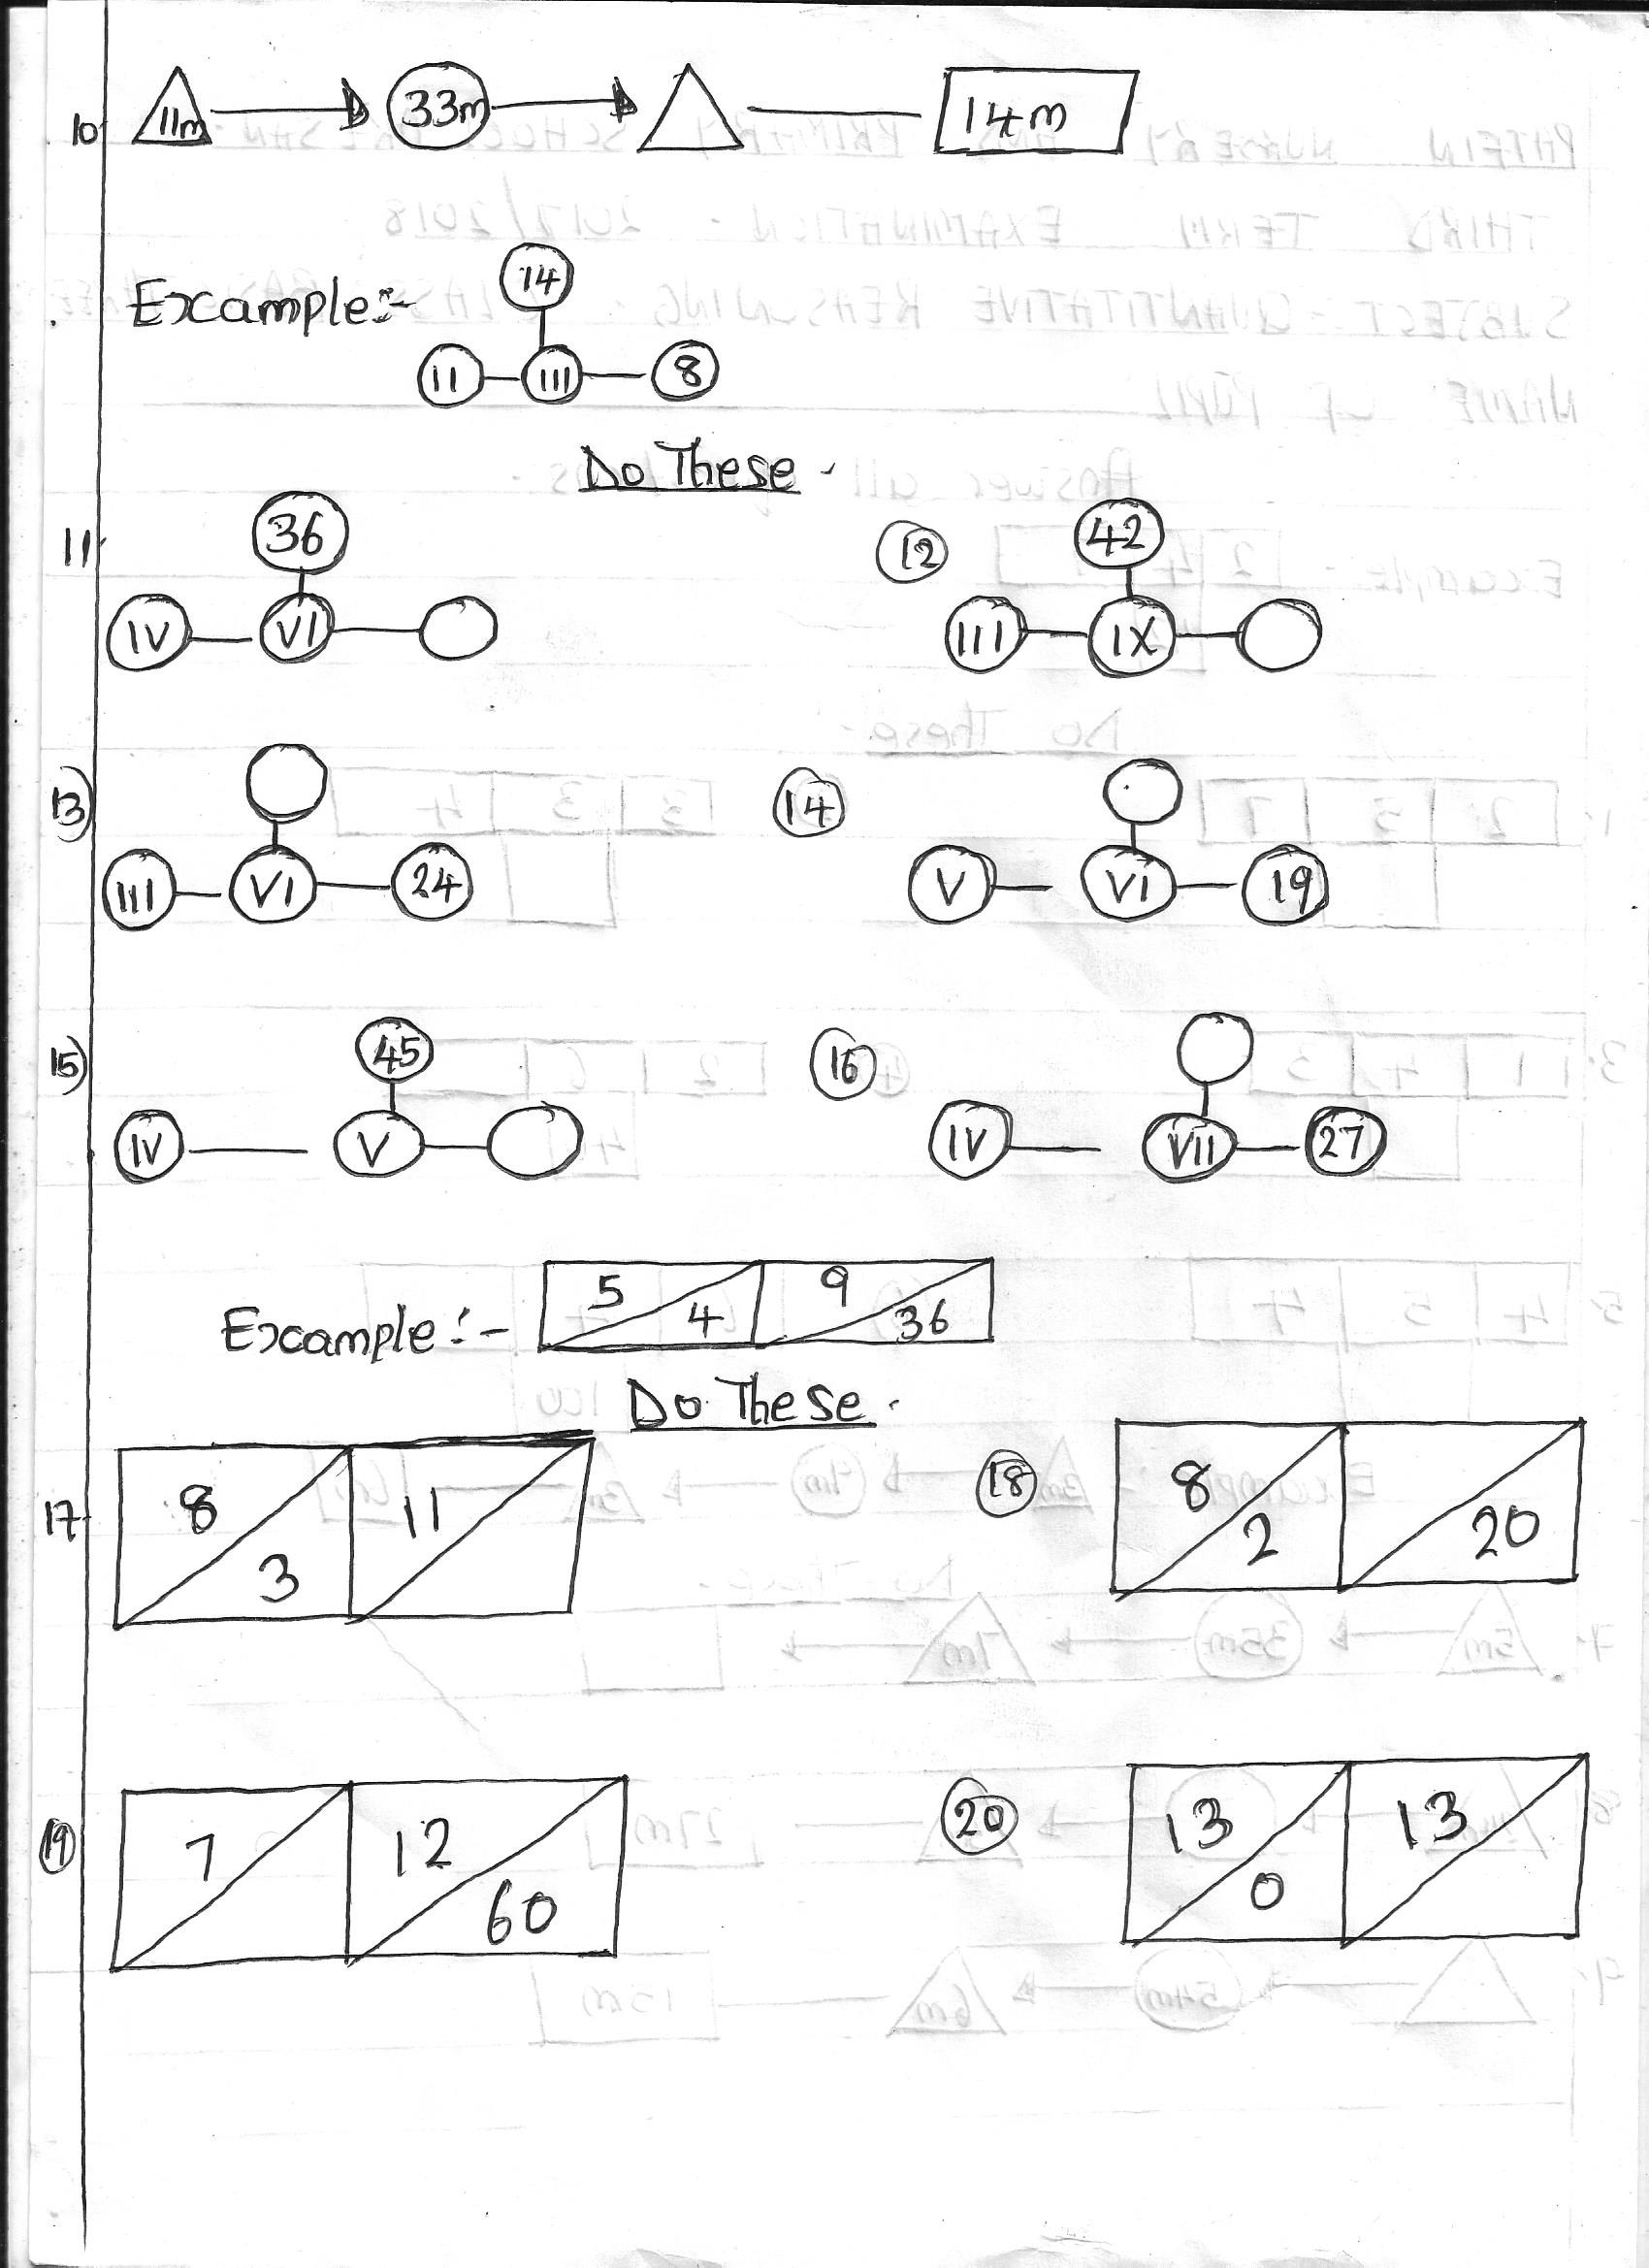 10 11m 33m 14m
Example:- 14
II III 8
Do These.
11 36
IV VI
12 42
III IX
13)
III VI 24
14
V VI 19
15) 45
IV V
16
IV VII 27
Example:- 5 4 9 36
Do These.
17 8 3 11
18 8 2 20
19 7 12 60
20 13 0 13